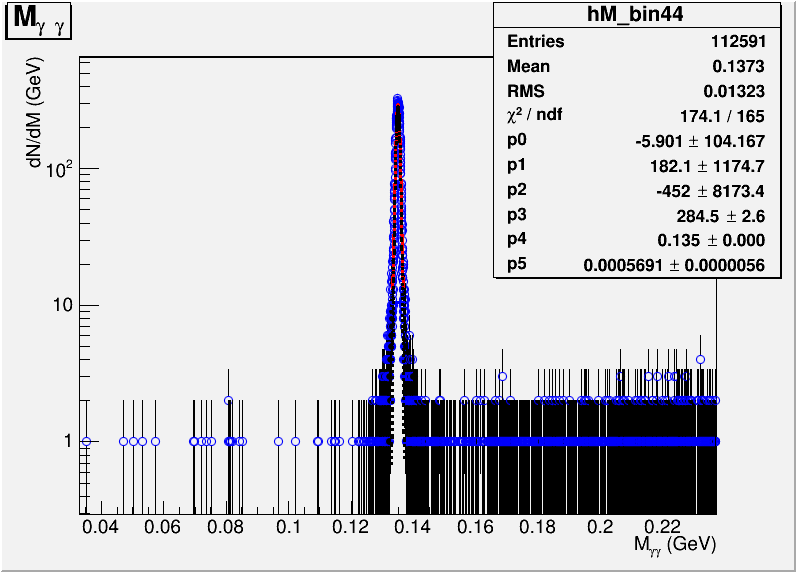 M_γγ
hM_bin44
Entries 112591
Mean 0.1373
RMS 0.01323
χ² / ndf 174.1 / 165
p0 -5.901 ± 104.167
p1 182.1 ± 1174.7
p2 -452 ± 8173.4
p3 284.5 ± 2.6
p4 0.135 ± 0.000
p5 0.0005691 ± 0.0000056
dN/dM (GeV)
10²
10
1
0.04 0.06 0.08 0.1 0.12 0.14 0.16 0.18 0.2 0.22
M_γγ (GeV)